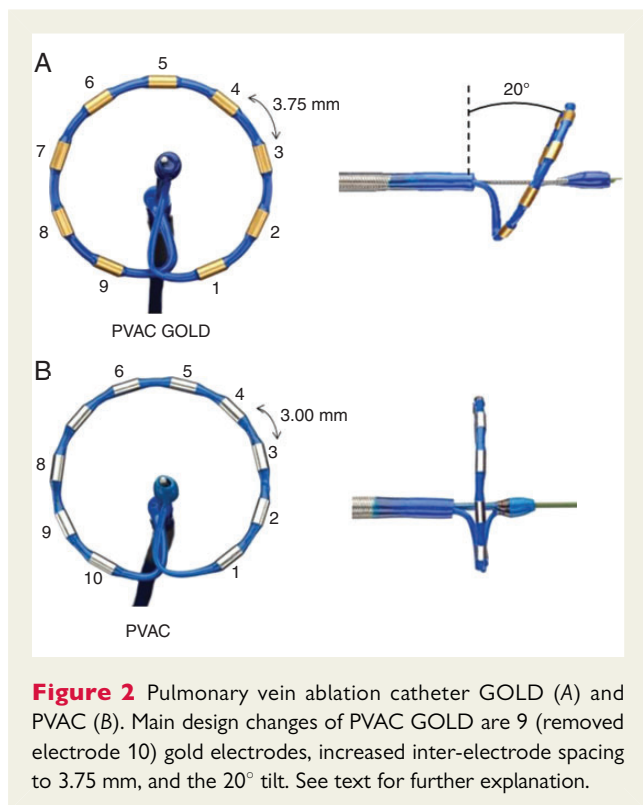 A
5
6
4
3.75 mm
7
3
8
2
9
1
20°
PVAC GOLD
B
6
5
4
3.00 mm
3
8
9
2
10
1
PVAC
Figure 2 Pulmonary vein ablation catheter GOLD (A) and
PVAC (B). Main design changes of PVAC GOLD are 9 (removed
electrode 10) gold electrodes, increased inter-electrode spacing
to 3.75 mm, and the 20° tilt. See text for further explanation.